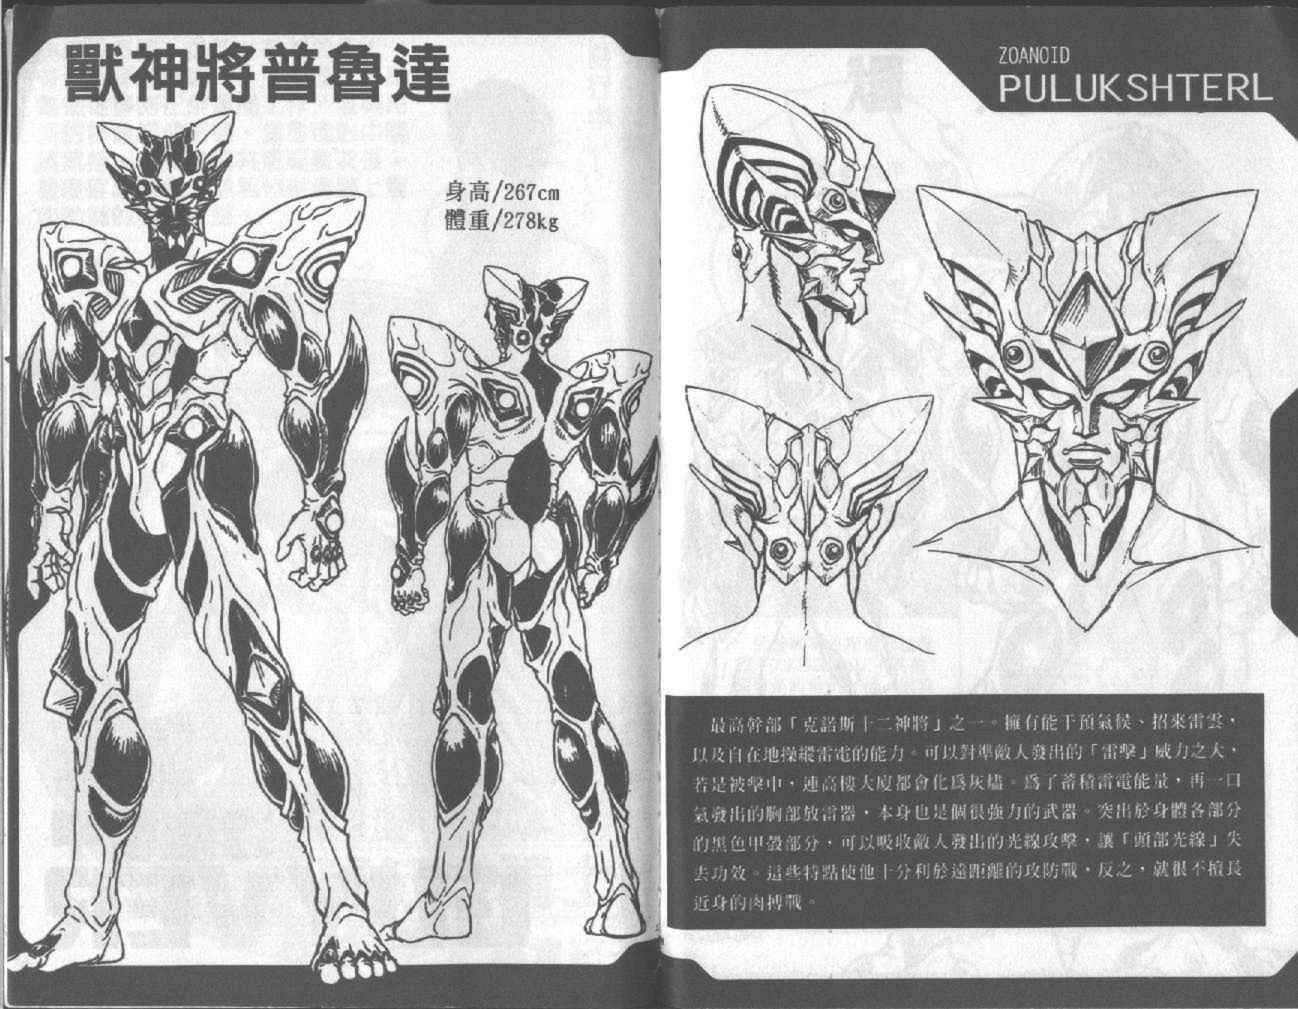 獸神將普魯達
身高/267cm
體重/278kg
ZOANOID
PULUKSHTERL
最高幹部「克諾斯十二神將」之一。擁有能干預氣候、招來雷雲,
以及自在地操縱雷電的能力。可以對準敵人發出的「雷擊」威力之大,
若是被擊中,連高樓大廈都會化爲灰燼。爲了蓄積雷電能量,再一口
氣發出的胸部放雷器,本身也是個很強力的武器。突出於身體各部分
的黑色甲殼部分,可以吸收敵人發出的光線攻擊,讓「頭部光線」失
去功效。這些特點使他十分利於遠距離的攻防戰,反之,就很不擅長
近身的肉搏戰。